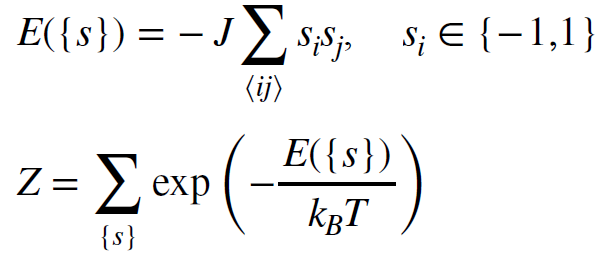 E({s}) = − J ∑_{⟨ij⟩} s_i s_j, s_i ∈ {−1,1}
Z = ∑_{{s}} exp (− E({s}) / k_B T)